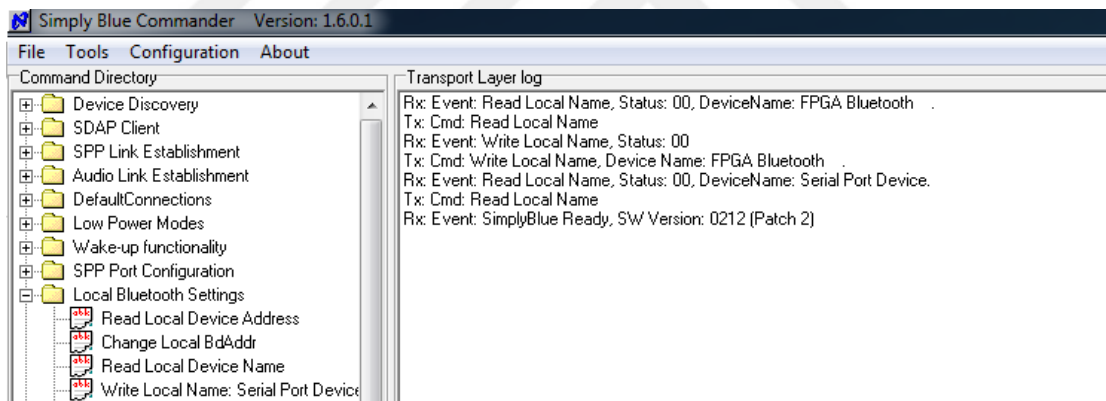 Simply Blue Commander Version: 1.6.0.1
File Tools Configuration About
Command Directory
Device Discovery
SDAP Client
SPP Link Establishment
Audio Link Establishment
DefaultConnections
Low Power Modes
Wake-up functionality
SPP Port Configuration
Local Bluetooth Settings
Read Local Device Address
Change Local BdAddr
Read Local Device Name
Write Local Name: Serial Port Device
Transport Layer log
Rx: Event: Read Local Name, Status: 00, DeviceName: FPGA Bluetooth .
Tx: Cmd: Read Local Name
Rx: Event: Write Local Name, Status: 00
Tx: Cmd: Write Local Name, Device Name: FPGA Bluetooth .
Rx: Event: Read Local Name, Status: 00, DeviceName: Serial Port Device.
Tx: Cmd: Read Local Name
Rx: Event: SimplyBlue Ready, SW Version: 0212 (Patch 2)